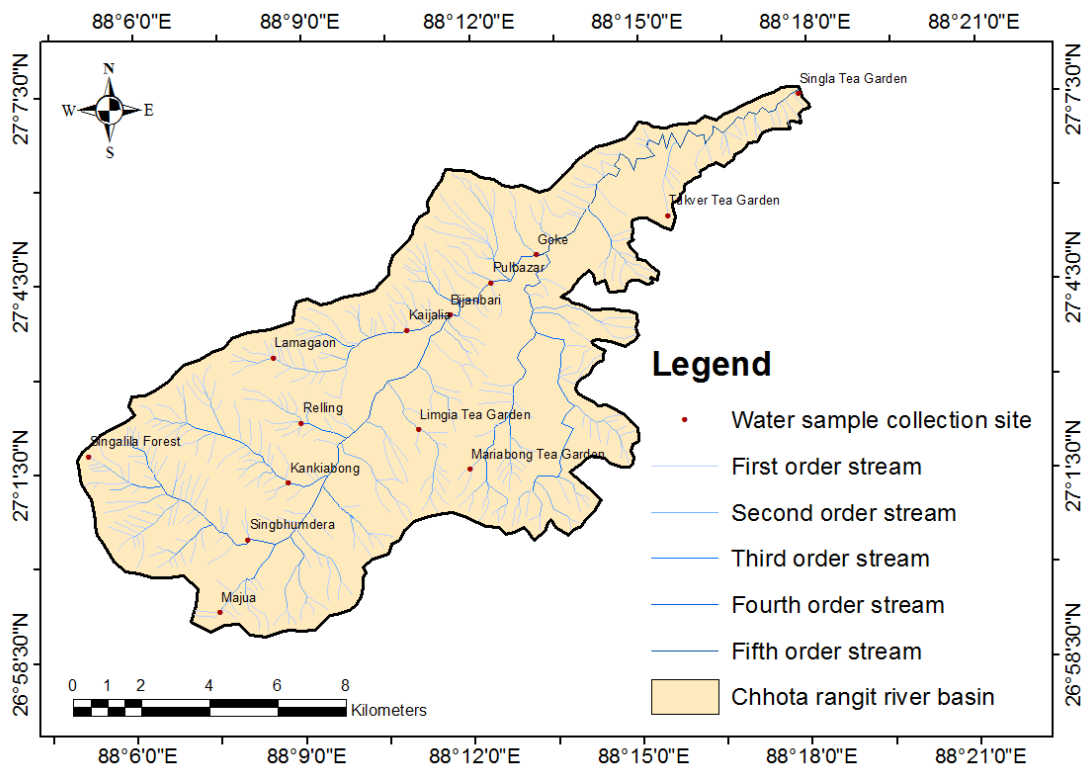 88°6'0"E 88°9'0"E 88°12'0"E 88°15'0"E 88°18'0"E 88°21'0"E
N
W E
S
27°7'30"N
27°4'30"N
27°1'30"N
26°58'30"N
Singla Tea Garden
Tukver Tea Garden
Goke
Pulbazar
Bijanbari
Kaijalia
Lamagaon
Relling
Limgia Tea Garden
Singalila Forest
Mariabong Tea Garden
Kankiabong
Singbhumdera
Majua
Legend
Water sample collection site
First order stream
Second order stream
Third order stream
Fourth order stream
Fifth order stream
Chhota rangit river basin
0 1 2 4 6 8
Kilometers
27°7'30"N
27°4'30"N
27°1'30"N
26°58'30"N
88°6'0"E 88°9'0"E 88°12'0"E 88°15'0"E 88°18'0"E 88°21'0"E